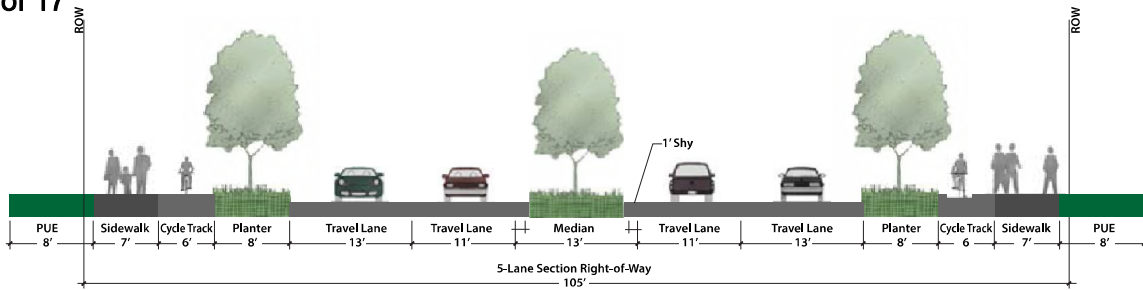 of 17
ROW
ROW
1' Shy
PUE Sidewalk Cycle Track Planter Travel Lane Travel Lane Median Travel Lane Travel Lane Planter Cycle Track Sidewalk PUE
8' 7' 6' 8' 13' 11' 13' 11' 13' 8' 6 7' 8'
5-Lane Section Right-of-Way
105'